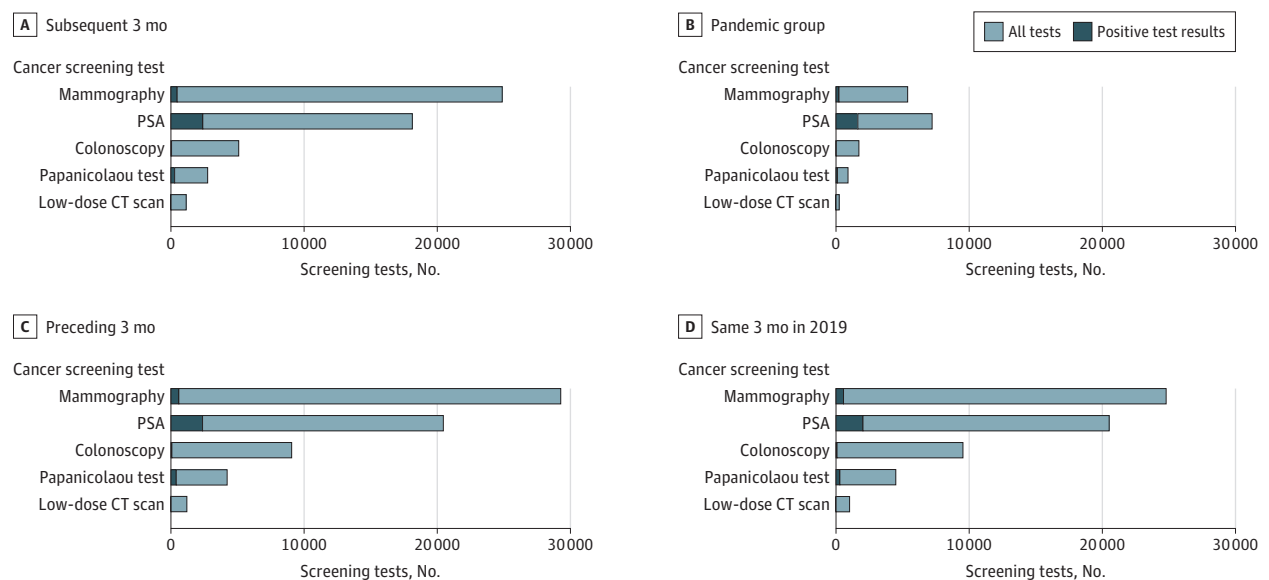 A Subsequent 3 mo
Cancer screening test
Mammography
PSA
Colonoscopy
Papanicolaou test
Low-dose CT scan
0 10000 20000 30000
Screening tests, No.
B Pandemic group
All tests Positive test results
Cancer screening test
Mammography
PSA
Colonoscopy
Papanicolaou test
Low-dose CT scan
0 10000 20000 30000
Screening tests, No.
C Preceding 3 mo
Cancer screening test
Mammography
PSA
Colonoscopy
Papanicolaou test
Low-dose CT scan
0 10000 20000 30000
Screening tests, No.
D Same 3 mo in 2019
Cancer screening test
Mammography
PSA
Colonoscopy
Papanicolaou test
Low-dose CT scan
0 10000 20000 30000
Screening tests, No.